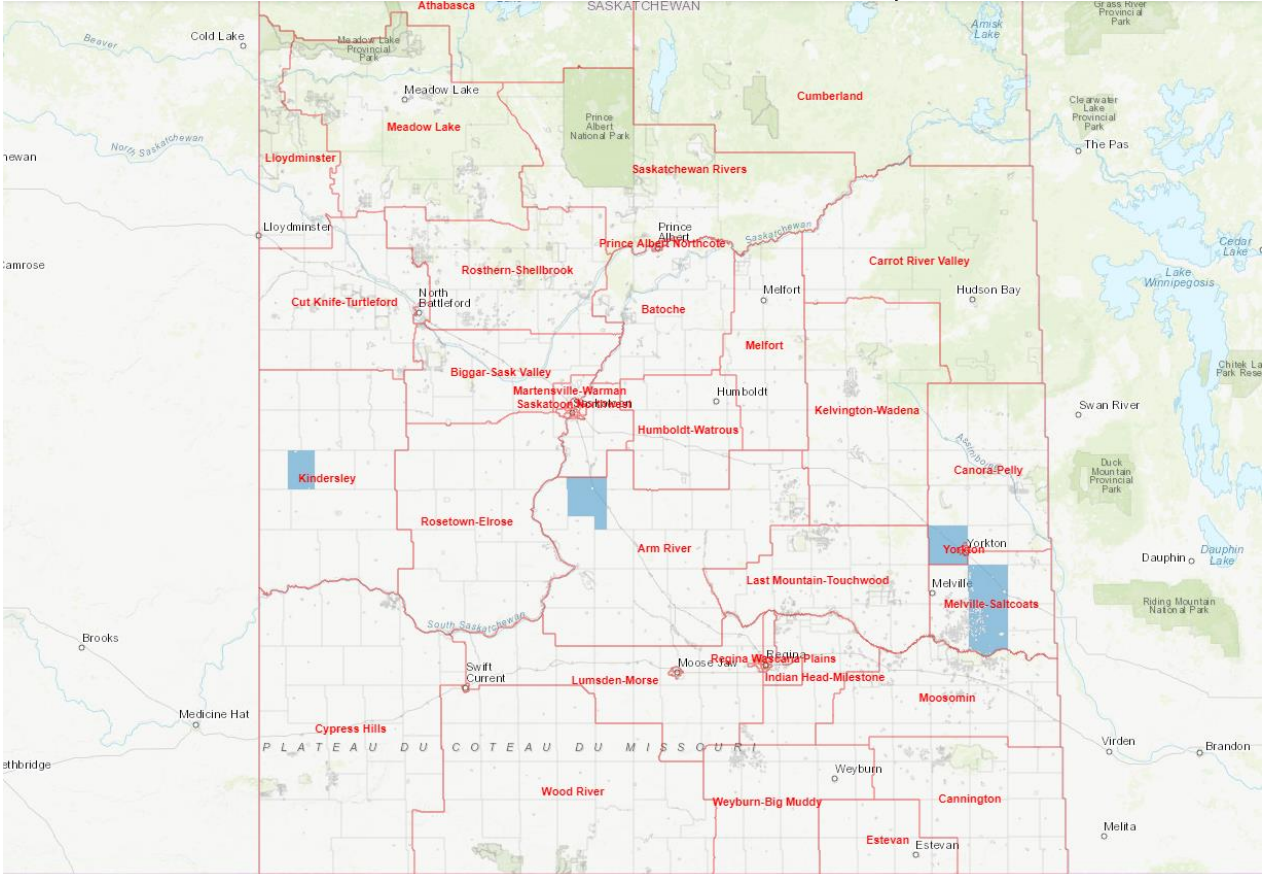 Athabasca
SASKATCHEWAN
Grass River
Provincial
Park
Cold Lake
Beaver
Meadow Lake
Provincial
Park
Amisk
Lake
Meadow Lake
Cumberland
Clearwater
Lake
Provincial
Park
Prince
Albert
National Park
Meadow Lake
North Saskatchewan
The Pas
ewan
Lloydminster
Saskatchewan Rivers
Lloydminster
Prince
Albert
Saskatchewan
Prince Albert Northcote
Cedar
Lake
Camrose
Rosthern-Shellbrook
Carrot River Valley
Lake
Winnipegosis
Cut Knife-Turtleford
North
Battleford
Batoche
Melfort
Hudson Bay
Melfort
Biggar-Sask Valley
Chitek La
Park Rese
Martensville-Warman
Saskatoon Northwest
Saskatoon
Humboldt
Kelvington-Wadena
Swan River
Humboldt-Watrous
Assiniboine
Canora-Pelly
Duck
Mountain
Provincial
Park
Kindersley
Rosetown-Elrose
Arm River
Yorkton
Yorkton
Dauphin
Dauphin
Lake
Last Mountain-Touchwood
Melville
Melville-Saltcoats
Riding Mountain
National Park
Brooks
South Saskatchewan
Regina
Regina Wascana Plains
Moose Jaw
Swift
Current
Lumsden-Morse
Indian Head-Milestone
Moosomin
Medicine Hat
Cypress Hills
PLATEAU DU COTEAU DU MISSOURI
Virden
Brandon
ethbridge
Weyburn
Wood River
Weyburn-Big Muddy
Cannington
Melita
Estevan
Estevan